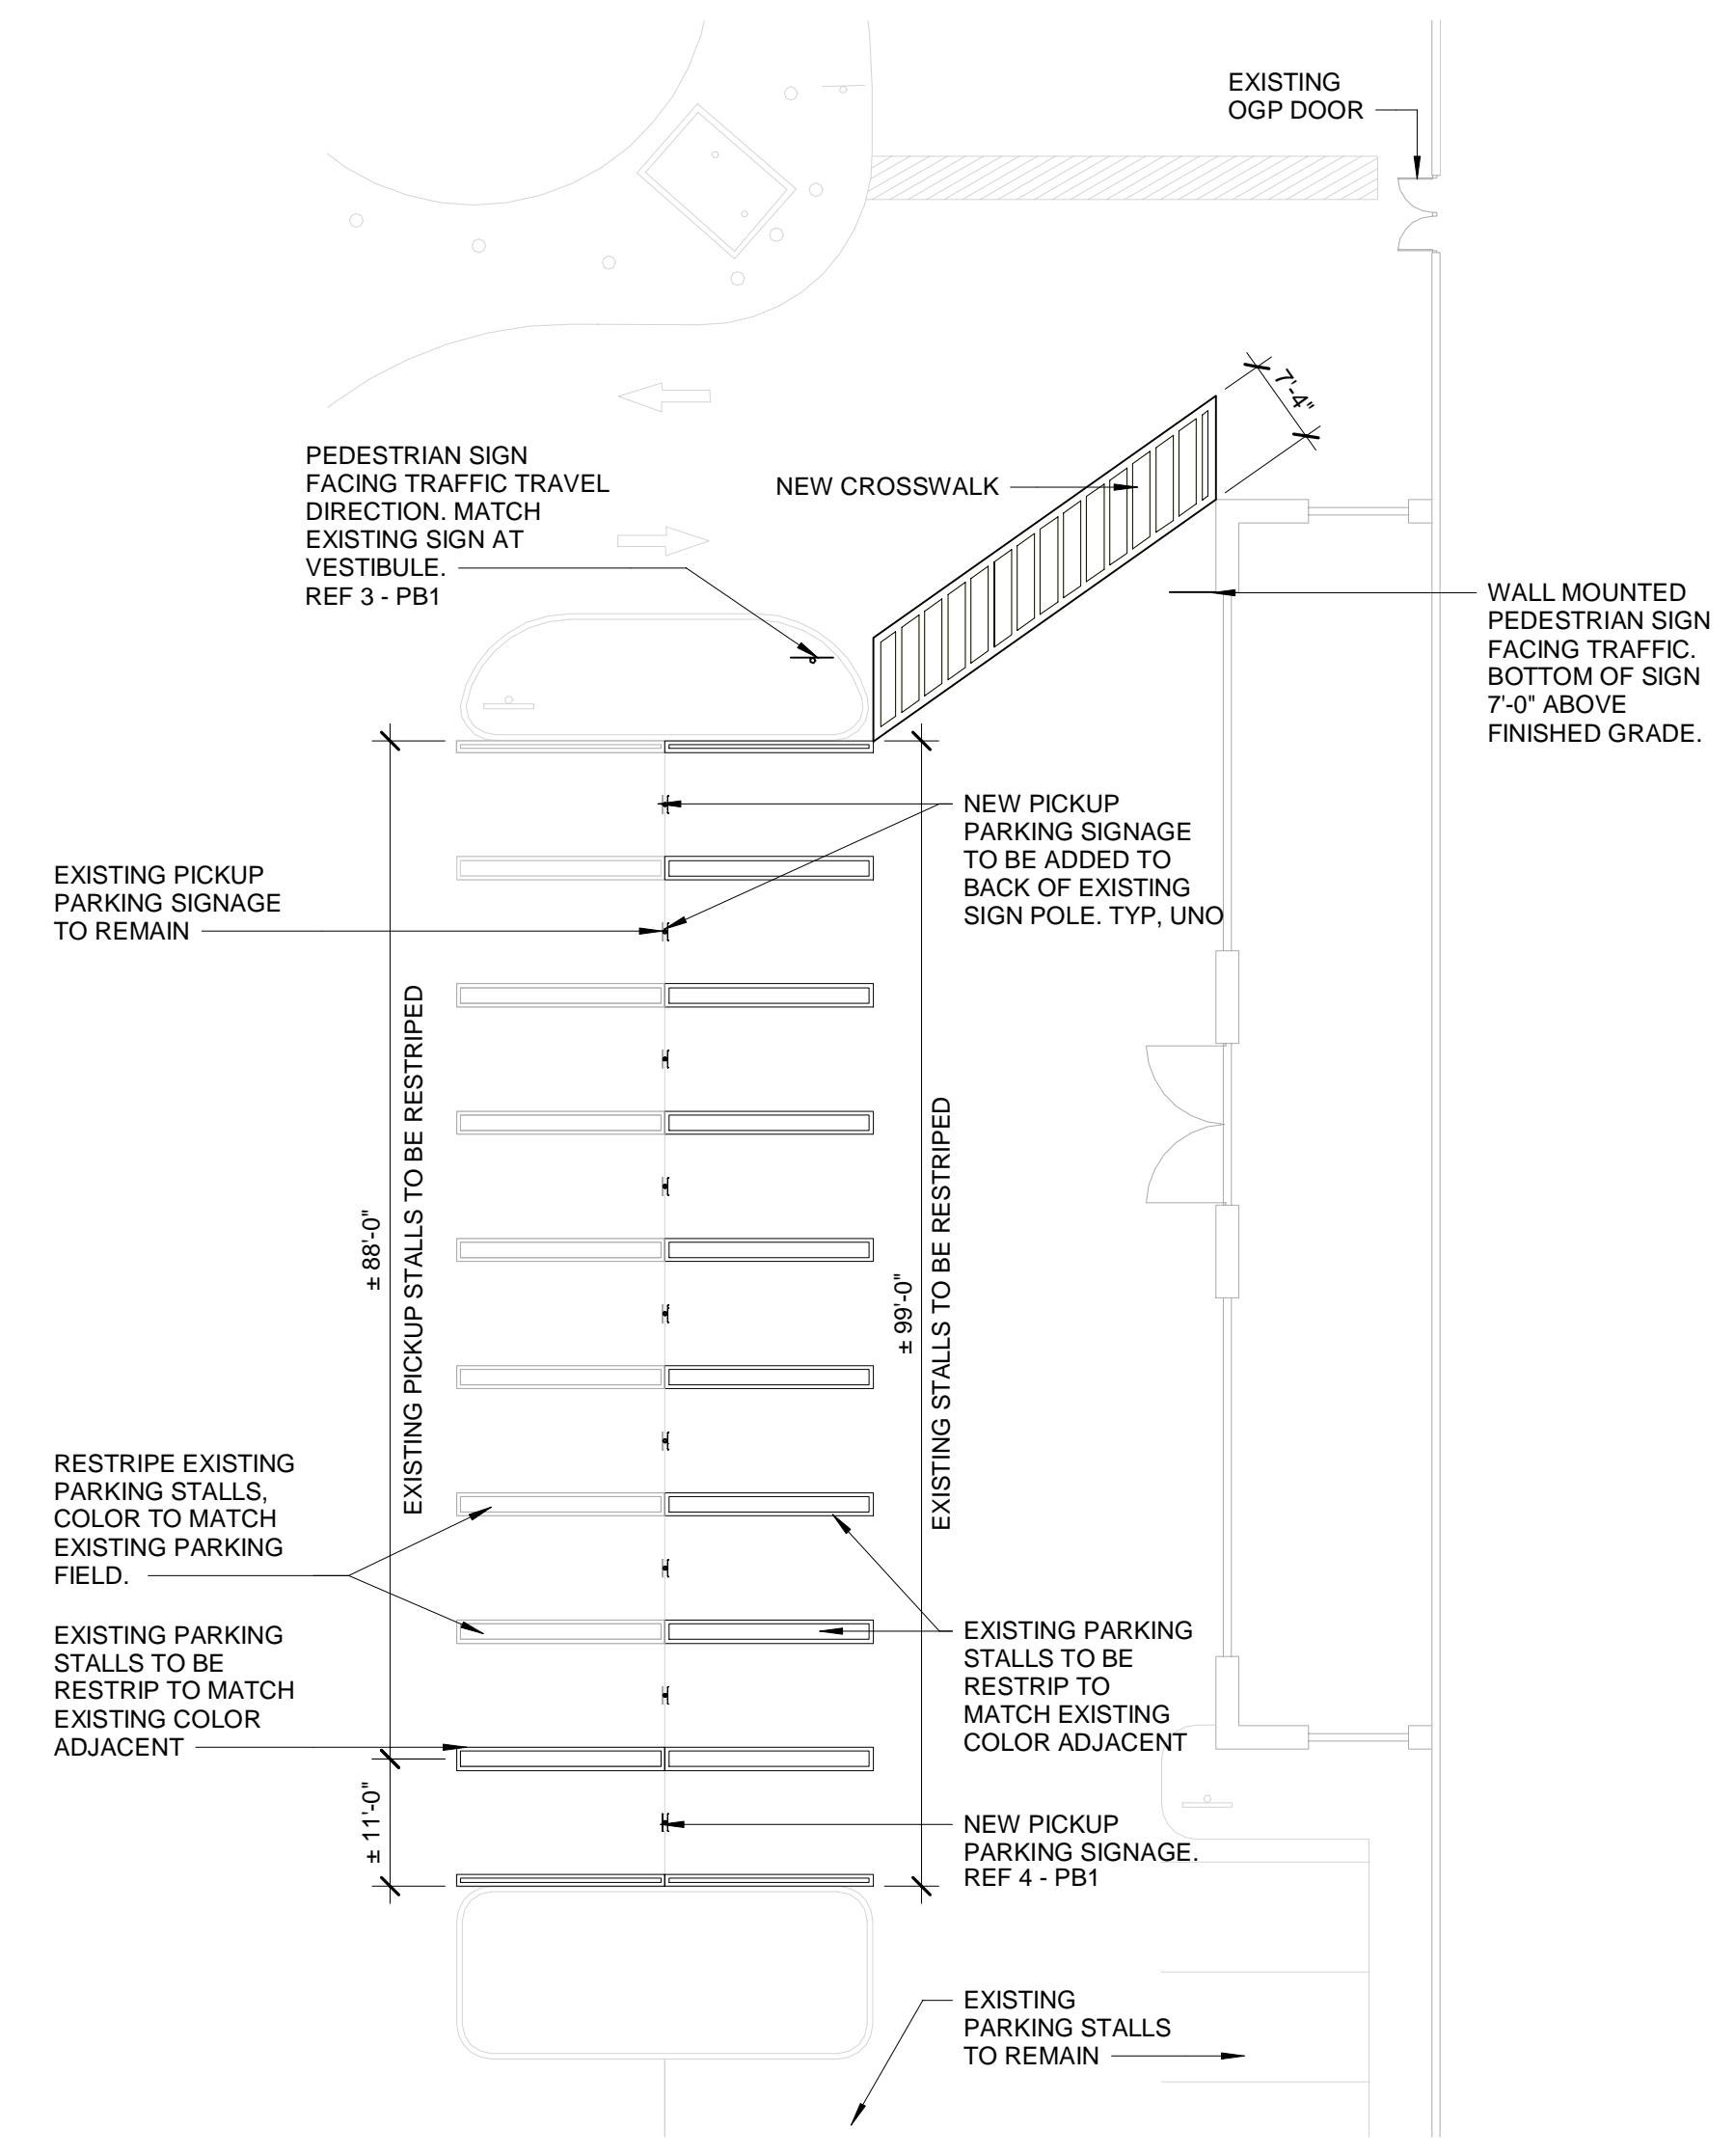 EXISTING
OGP DOOR
7'-4"
PEDESTRIAN SIGN
FACING TRAFFIC TRAVEL
DIRECTION. MATCH
EXISTING SIGN AT
VESTIBULE.
REF 3 - PB1
NEW CROSSWALK
WALL MOUNTED
PEDESTRIAN SIGN
FACING TRAFFIC.
BOTTOM OF SIGN
7'-0" ABOVE
FINISHED GRADE.
NEW PICKUP
PARKING SIGNAGE
TO BE ADDED TO
BACK OF EXISTING
SIGN POLE. TYP, UNO
EXISTING PICKUP
PARKING SIGNAGE
TO REMAIN
± 88'-0"
EXISTING PICKUP STALLS TO BE RESTRIPED
± 99'-0"
EXISTING STALLS TO BE RESTRIPED
RESTRIPE EXISTING
PARKING STALLS,
COLOR TO MATCH
EXISTING PARKING
FIELD.
EXISTING PARKING
STALLS TO BE
RESTRIP TO MATCH
EXISTING COLOR
ADJACENT
EXISTING PARKING
STALLS TO BE
RESTRIP TO
MATCH EXISTING
COLOR ADJACENT
± 11'-0"
NEW PICKUP
PARKING SIGNAGE.
REF 4 - PB1
EXISTING
PARKING STALLS
TO REMAIN